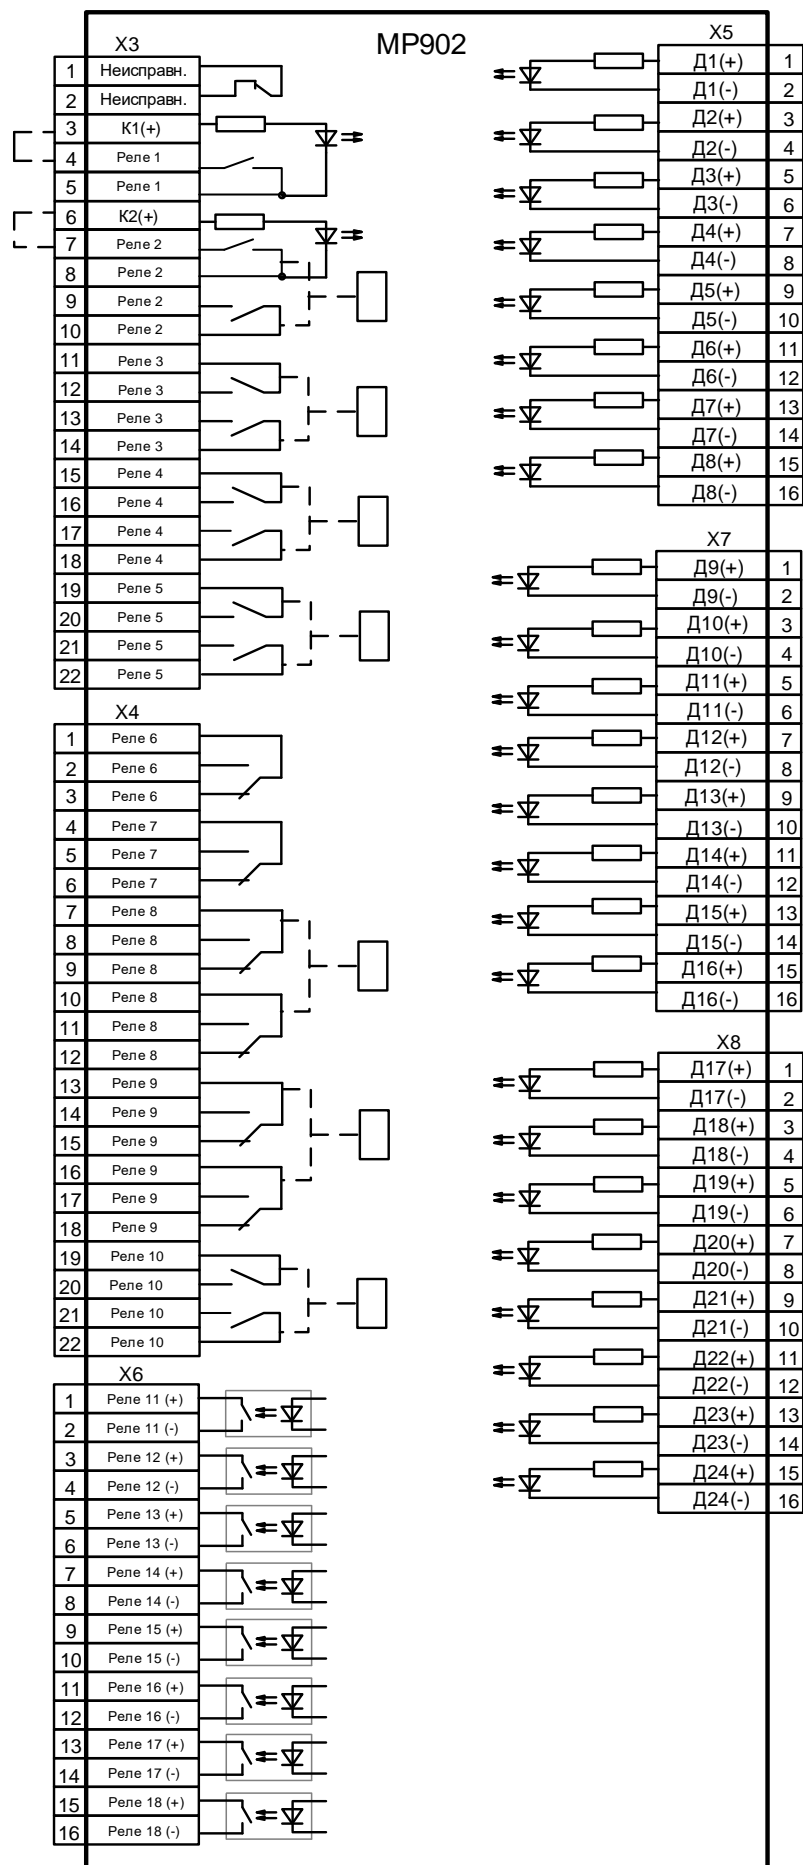 МР902
X3
1 Неисправн.
2 Неисправн.
3 К1(+)
4 Реле 1
5 Реле 1
6 К2(+)
7 Реле 2
8 Реле 2
9 Реле 2
10 Реле 2
11 Реле 3
12 Реле 3
13 Реле 3
14 Реле 3
15 Реле 4
16 Реле 4
17 Реле 4
18 Реле 4
19 Реле 5
20 Реле 5
21 Реле 5
22 Реле 5
X4
1 Реле 6
2 Реле 6
3 Реле 6
4 Реле 7
5 Реле 7
6 Реле 7
7 Реле 8
8 Реле 8
9 Реле 8
10 Реле 8
11 Реле 8
12 Реле 8
13 Реле 9
14 Реле 9
15 Реле 9
16 Реле 9
17 Реле 9
18 Реле 9
19 Реле 10
20 Реле 10
21 Реле 10
22 Реле 10
X6
1 Реле 11 (+)
2 Реле 11 (-)
3 Реле 12 (+)
4 Реле 12 (-)
5 Реле 13 (+)
6 Реле 13 (-)
7 Реле 14 (+)
8 Реле 14 (-)
9 Реле 15 (+)
10 Реле 15 (-)
11 Реле 16 (+)
12 Реле 16 (-)
13 Реле 17 (+)
14 Реле 17 (-)
15 Реле 18 (+)
16 Реле 18 (-)
X5
Д1(+) 1
Д1(-) 2
Д2(+) 3
Д2(-) 4
Д3(+) 5
Д3(-) 6
Д4(+) 7
Д4(-) 8
Д5(+) 9
Д5(-) 10
Д6(+) 11
Д6(-) 12
Д7(+) 13
Д7(-) 14
Д8(+) 15
Д8(-) 16
X7
Д9(+) 1
Д9(-) 2
Д10(+) 3
Д10(-) 4
Д11(+) 5
Д11(-) 6
Д12(+) 7
Д12(-) 8
Д13(+) 9
Д13(-) 10
Д14(+) 11
Д14(-) 12
Д15(+) 13
Д15(-) 14
Д16(+) 15
Д16(-) 16
X8
Д17(+) 1
Д17(-) 2
Д18(+) 3
Д18(-) 4
Д19(+) 5
Д19(-) 6
Д20(+) 7
Д20(-) 8
Д21(+) 9
Д21(-) 10
Д22(+) 11
Д22(-) 12
Д23(+) 13
Д23(-) 14
Д24(+) 15
Д24(-) 16